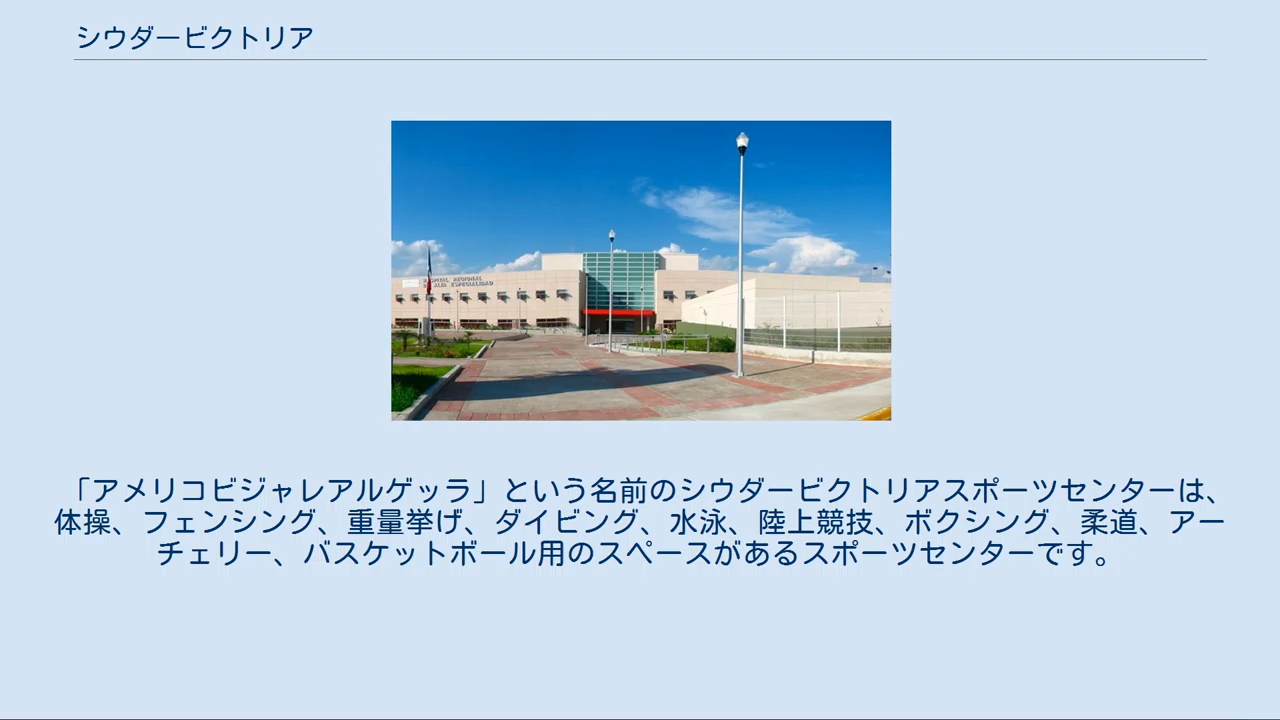 シウダービクトリア
HOSPITAL REGIONAL
DE ALTA ESPECIALIDAD
「アメリコビジャレアルゲッラ」という名前のシウダービクトリアスポーツセンターは、
体操、フェンシング、重量挙げ、ダイビング、水泳、陸上競技、ボクシング、柔道、アー
チェリー、バスケットボール用のスペースがあるスポーツセンターです。